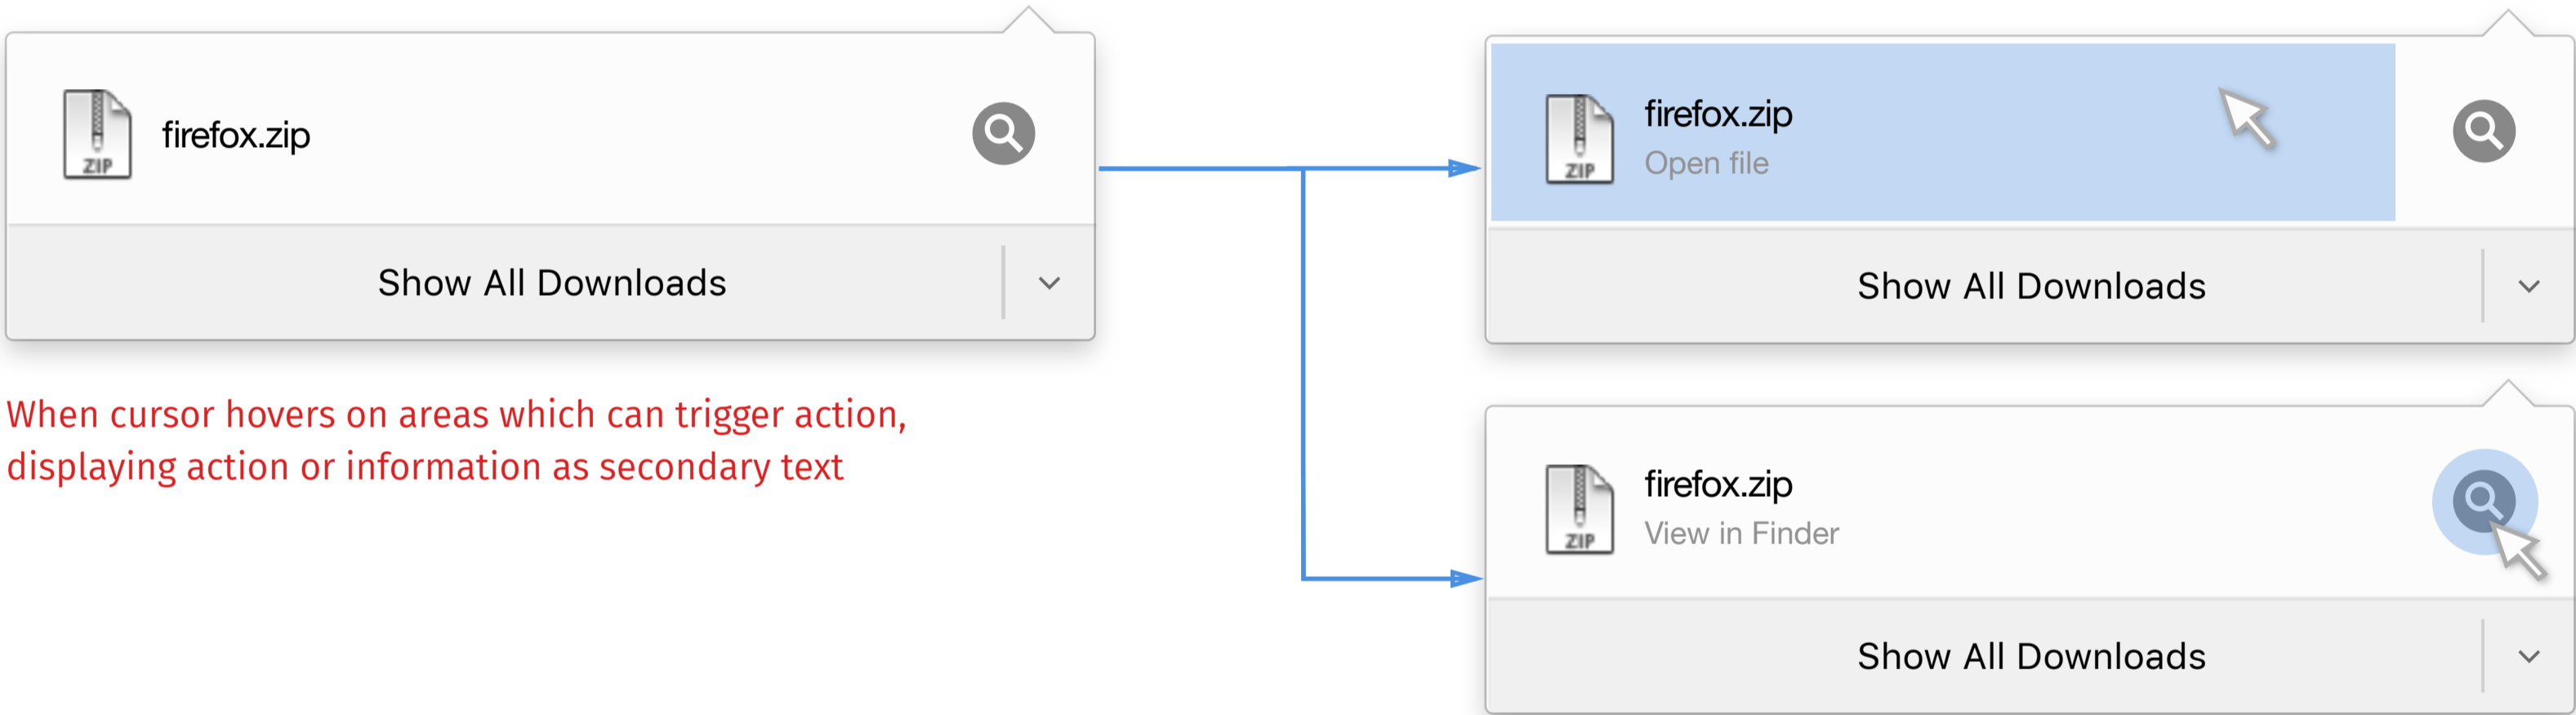 ZIP
firefox.zip
Show All Downloads
When cursor hovers on areas which can trigger action,
displaying action or information as secondary text
firefox.zip
Open file
ZIP
Show All Downloads
firefox.zip
View in Finder
ZIP
Show All Downloads